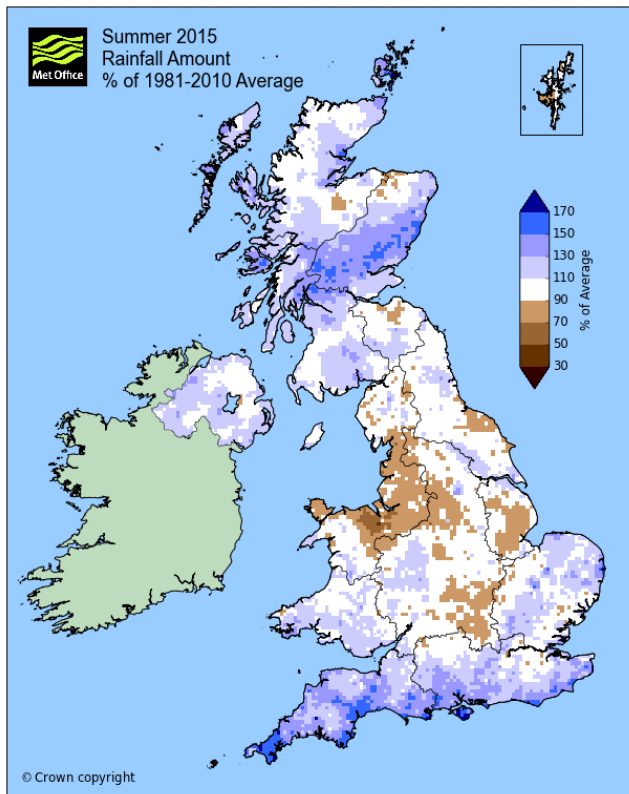 Met Office
Summer 2015
Rainfall Amount
% of 1981-2010 Average
170
150
130
110
90
70
50
30
% of Average
© Crown copyright